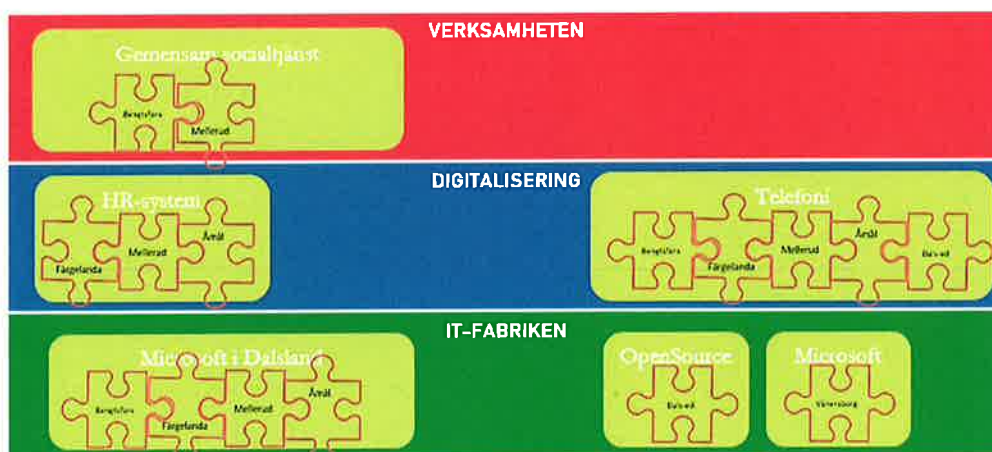 VERKSAMHETEN
Gemensam socialtjänst
Bengtsfors
Mellerud
DIGITALISERING
HR-system
Färgelanda
Mellerud
Åmål
Telefoni
Bengtsfors
Färgelanda
Mellerud
Åmål
Dals-ed
IT-FABRIKEN
Microsoft i Dalsland
Bengtsfors
Färgelanda
Mellerud
Åmål
OpenSource
Dals-ed
Microsoft
Vänersborg